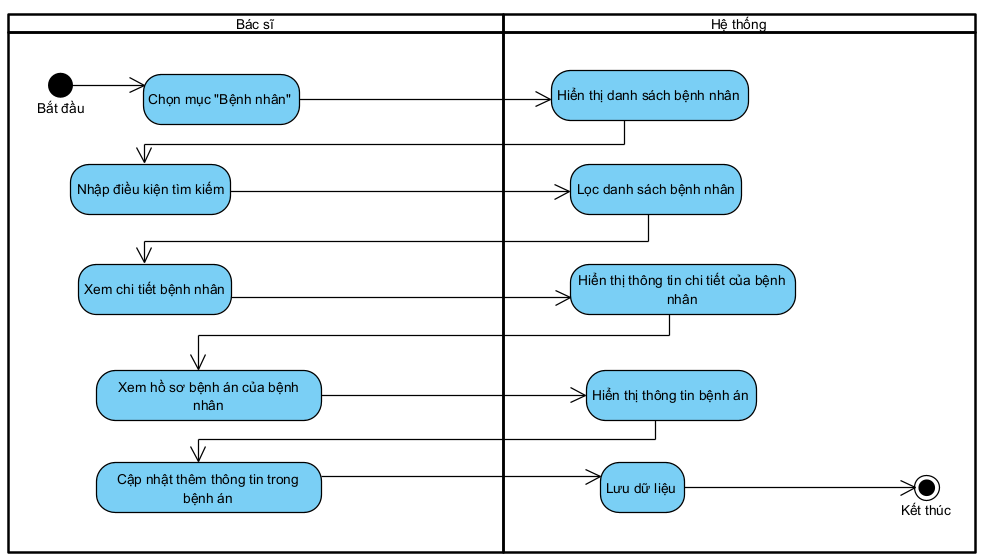 Bác sĩ
Hệ thống
Bắt đầu
Chọn mục "Bệnh nhân"
Hiển thị danh sách bệnh nhân
Nhập điều kiện tìm kiếm
Lọc danh sách bệnh nhân
Xem chi tiết bệnh nhân
Hiển thị thông tin chi tiết của bệnh
nhân
Xem hồ sơ bệnh án của bệnh
nhân
Hiển thị thông tin bệnh án
Cập nhật thêm thông tin trong
bệnh án
Lưu dữ liệu
Kết thúc